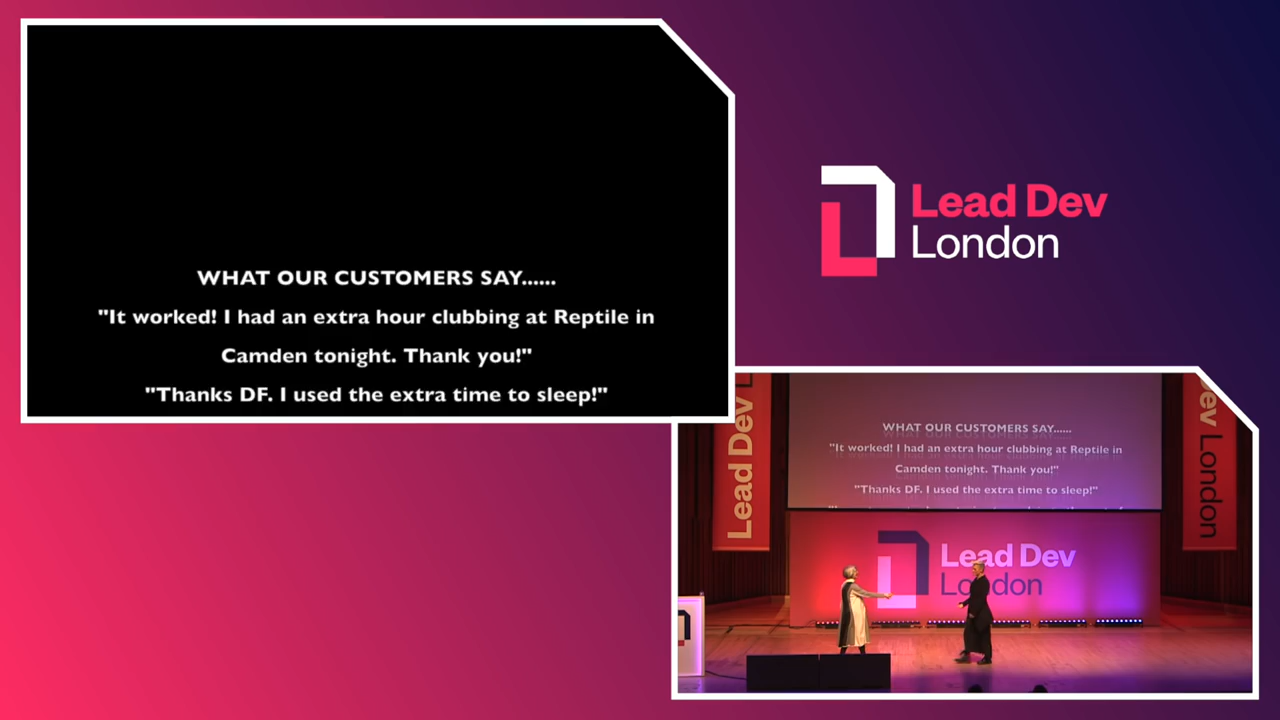 WHAT OUR CUSTOMERS SAY......
"It worked! I had an extra hour clubbing at Reptile in
Camden tonight. Thank you!"
"Thanks DF. I used the extra time to sleep!"
Lead Dev
London
Lead Dev L
Dev London
WHAT OUR CUSTOMERS SAY......
"It worked! I had an extra hour clubbing at Reptile in
Camden tonight. Thank you!"
"Thanks DF. I used the extra time to sleep!"
Lead Dev
London